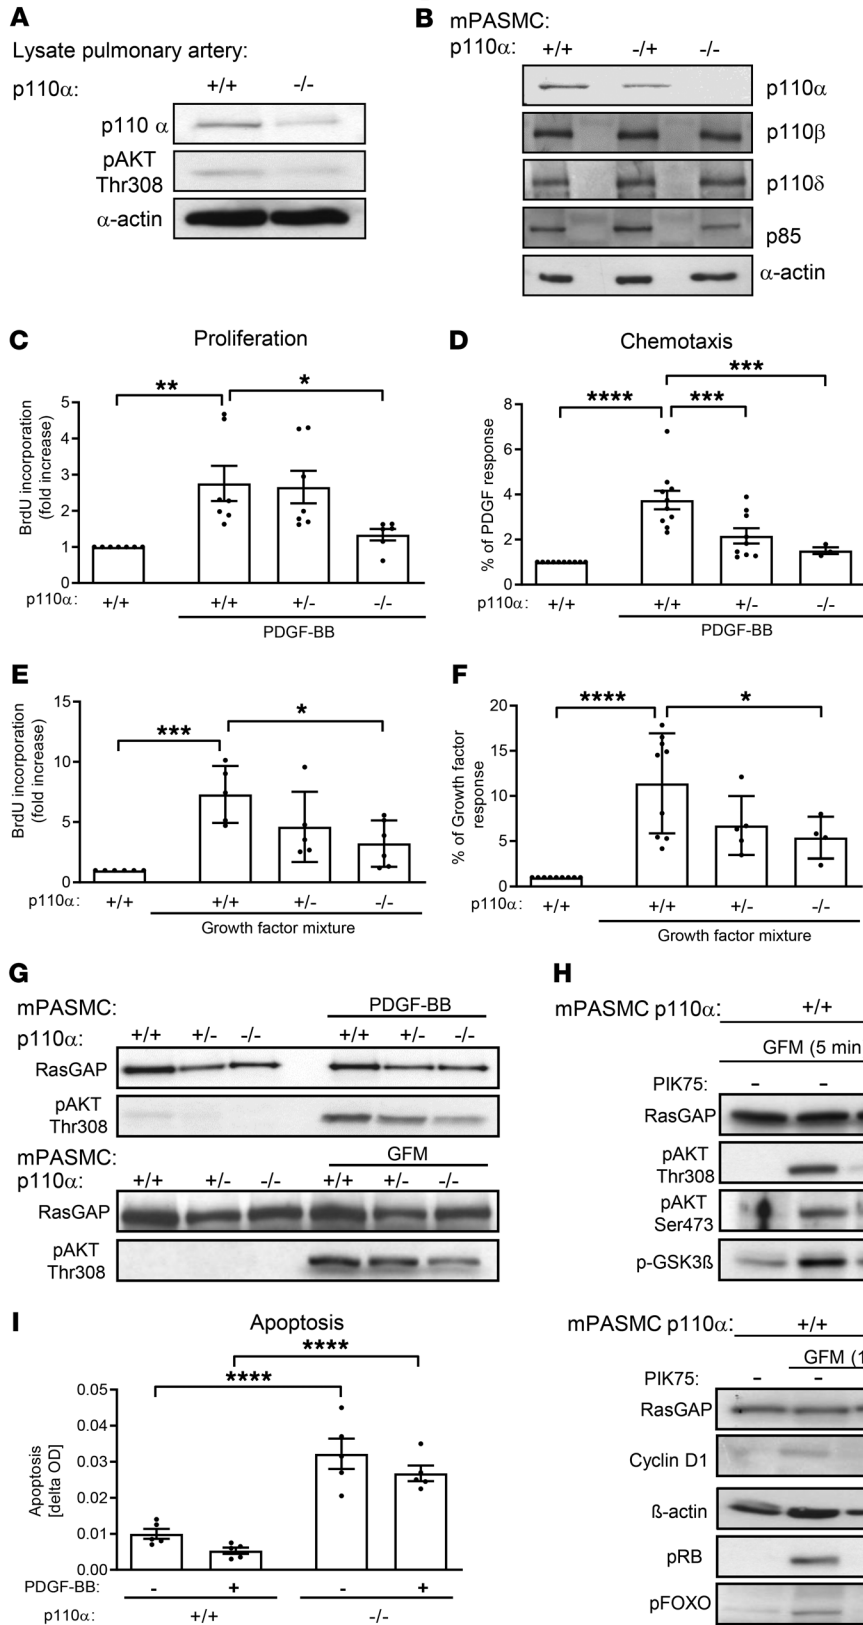 A
Lysate pulmonary artery:
p110α: +/+ -/-
p110 α
pAKT
Thr308
α-actin
B
mPASMC:
p110α: +/+ -/+ -/-
p110α
p110β
p110δ
p85
α-actin
C
Proliferation
** *
BrdU incorporation
(fold increase)
5
4
3
2
1
0
p110α: +/+ +/+ +/- -/-
PDGF-BB
D
Chemotaxis
***
**** ***
% of PDGF response
8
6
4
2
0
p110α: +/+ +/+ +/- -/-
PDGF-BB
E
*** *
BrdU incorporation
(fold increase)
15
10
5
0
p110α: +/+ +/+ +/- -/-
Growth factor mixture
F
**** *
% of Growth factor
response
20
15
10
5
0
p110α: +/+ +/+ +/- -/-
Growth factor mixture
G
mPASMC: PDGF-BB
p110α: +/+ +/- -/- +/+ +/- -/-
RasGAP
pAKT
Thr308
mPASMC: GFM
p110α: +/+ +/- -/- +/+ +/- -/-
RasGAP
pAKT
Thr308
H
mPASMC p110α: +/+
GFM (5 min
PIK75: - -
RasGAP
pAKT
Thr308
pAKT
Ser473
p-GSK3ß
mPASMC p110α: +/+
GFM (1
PIK75: - -
RasGAP
Cyclin D1
ß-actin
pRB
pFOXO
I
Apoptosis
****
****
Apoptosis
[delta OD]
0.05
0.04
0.03
0.02
0.01
0.00
PDGF-BB: - + - +
p110α: +/+ -/-